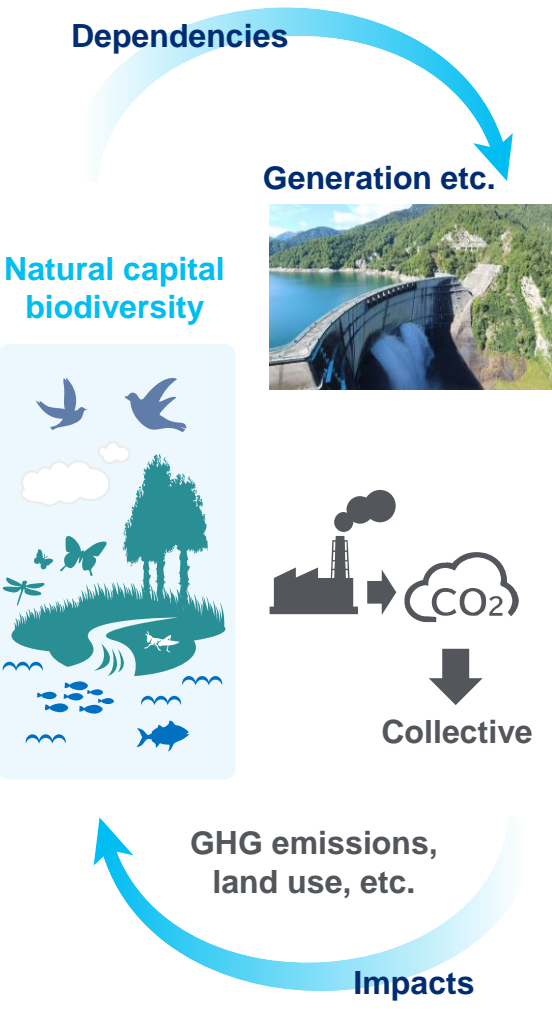 Dependencies
Generation etc.
Natural capital
biodiversity
CO2
Collective
GHG emissions,
land use, etc.
Impacts